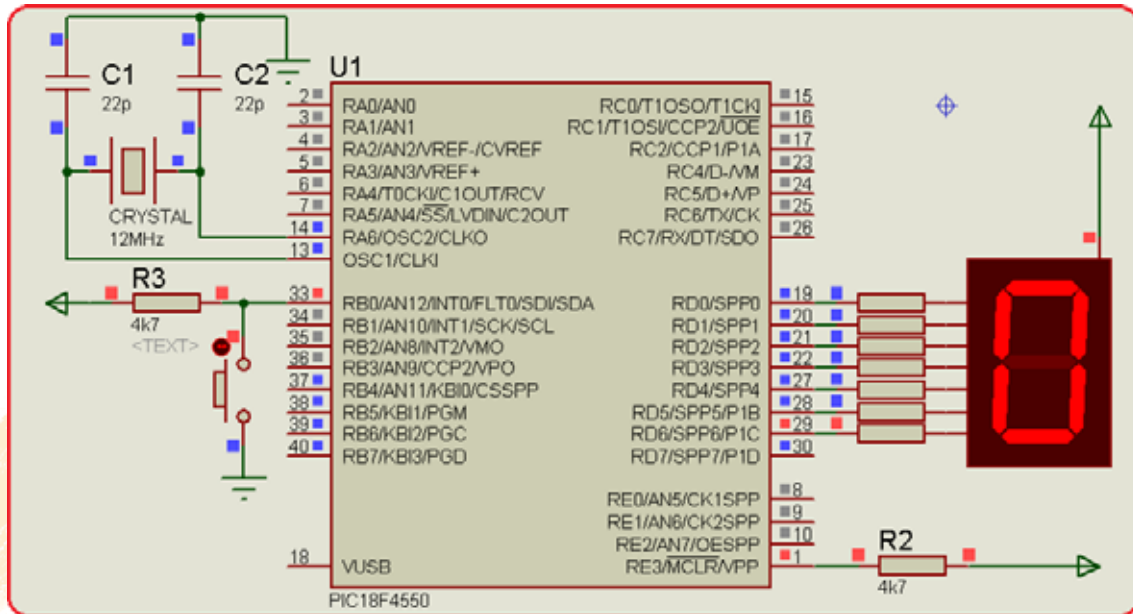 C1
22p
C2
22p
CRYSTAL
12MHz
R3
4k7
<TEXT>
U1
2 RA0/AN0
3 RA1/AN1
4 RA2/AN2/VREF-/CVREF
5 RA3/AN3/VREF+
6 RA4/T0CKI/C1OUT/RCV
7 RA5/AN4/SS/LVDIN/C2OUT
14 RA6/OSC2/CLKO
13 OSC1/CLKI
33 RB0/AN12/INT0/FLT0/SDI/SDA
34 RB1/AN10/INT1/SCK/SCL
35 RB2/AN8/INT2/VMO
36 RB3/AN9/CCP2/VPO
37 RB4/AN11/KBI0/CSSPP
38 RB5/KBI1/PGM
39 RB6/KBI2/PGC
40 RB7/KBI3/PGD
18 VUSB
RC0/T1OSO/T1CKI 15
RC1/T1OSI/CCP2/UOE 16
RC2/CCP1/P1A 17
RC4/D-/VM 23
RC5/D+/VP 24
RC6/TX/CK 25
RC7/RX/DT/SDO 26
RD0/SPP0 19
RD1/SPP1 20
RD2/SPP2 21
RD3/SPP3 22
RD4/SPP4 27
RD5/SPP5/P1B 28
RD6/SPP6/P1C 29
RD7/SPP7/P1D 30
RE0/AN5/CK1SPP 8
RE1/AN6/CK2SPP 9
RE2/AN7/OESPP 10
RE3/MCLR/VPP 1
PIC18F4550
R2
4k7
0